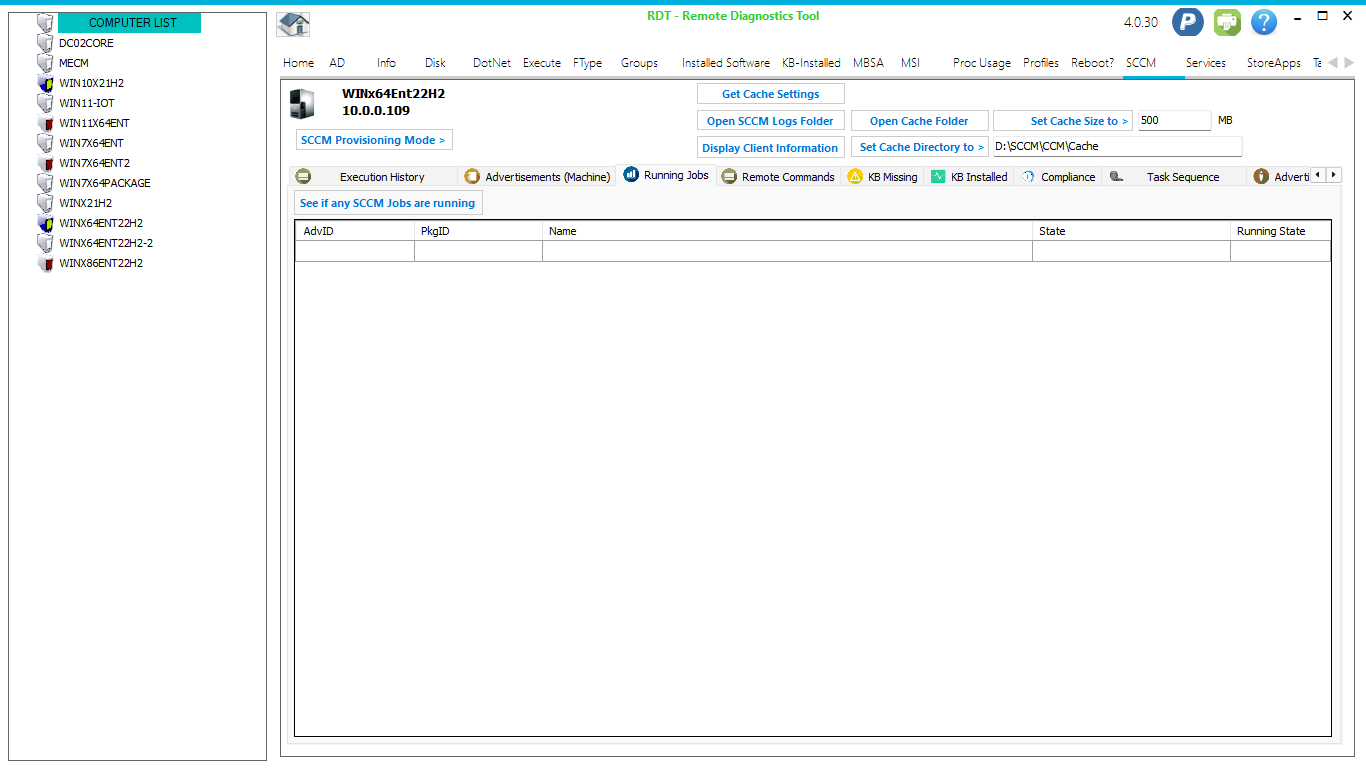 RDT - Remote Diagnostics Tool
4.0.30
COMPUTER LIST
DC02CORE
MECM
WIN10X21H2
WIN11-IOT
WIN11X64ENT
WIN7X64ENT
WIN7X64ENT2
WIN7X64PACKAGE
WINX21H2
WINX64ENT22H2
WINX64ENT22H2-2
WINX86ENT22H2
Home AD Info Disk DotNet Execute FType Groups Installed Software KB-Installed MBSA MSI Proc Usage Profiles Reboot? SCCM Services StoreApps
WINx64Ent22H2
10.0.0.109
SCCM Provisioning Mode >
Get Cache Settings
Open SCCM Logs Folder Open Cache Folder Set Cache Size to > 500 MB
Display Client Information Set Cache Directory to > D:\SCCM\CCM\Cache
Execution History Advertisements (Machine) Running Jobs Remote Commands KB Missing KB Installed Compliance Task Sequence Adverti
See if any SCCM Jobs are running
AdvID PkgID Name State Running State